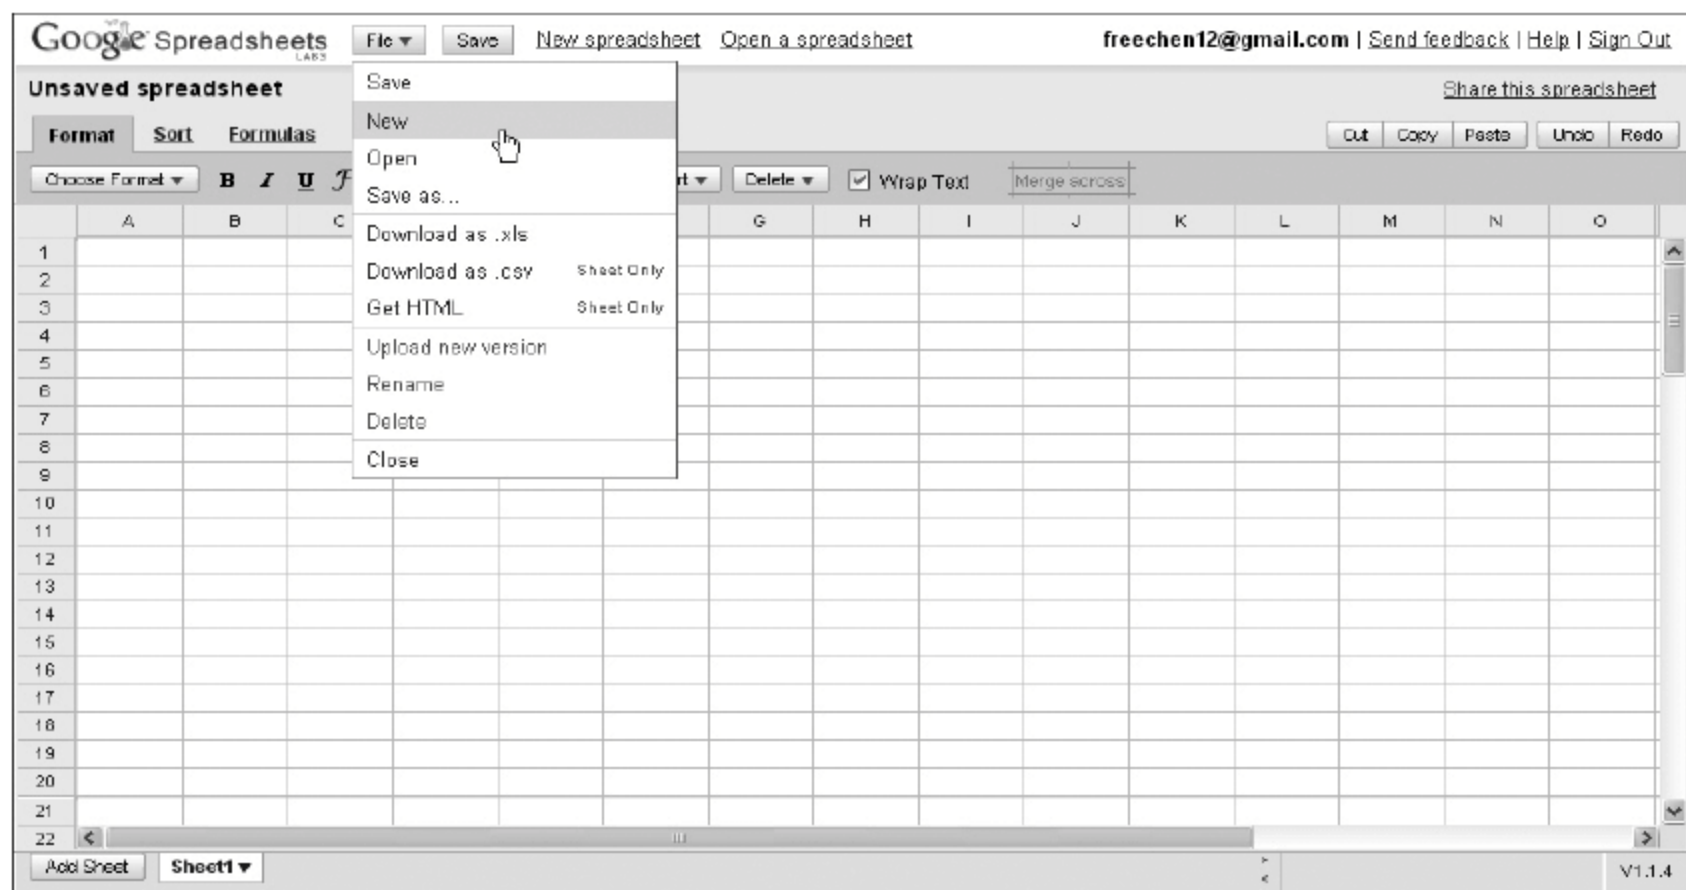 Google Spreadsheets LABS File ▼ Save New spreadsheet Open a spreadsheet freechen12@gmail.com | Send feedback | Help | Sign Out
Unsaved spreadsheet Share this spreadsheet
Format Sort Formulas Cut Copy Paste Undo Redo
Choose Format ▼ B I U F rt ▼ Delete ▼ Wrap Text Merge across
Save
New
Open
Save as...
Download as .xls
Download as .csv Sheet Only
Get HTML Sheet Only
Upload new version
Rename
Delete
Close
A B C G H I J K L M N O
1
2
3
4
5
6
7
8
9
10
11
12
13
14
15
16
17
18
19
20
21
22
Add Sheet Sheet1 ▼ V1.1.4